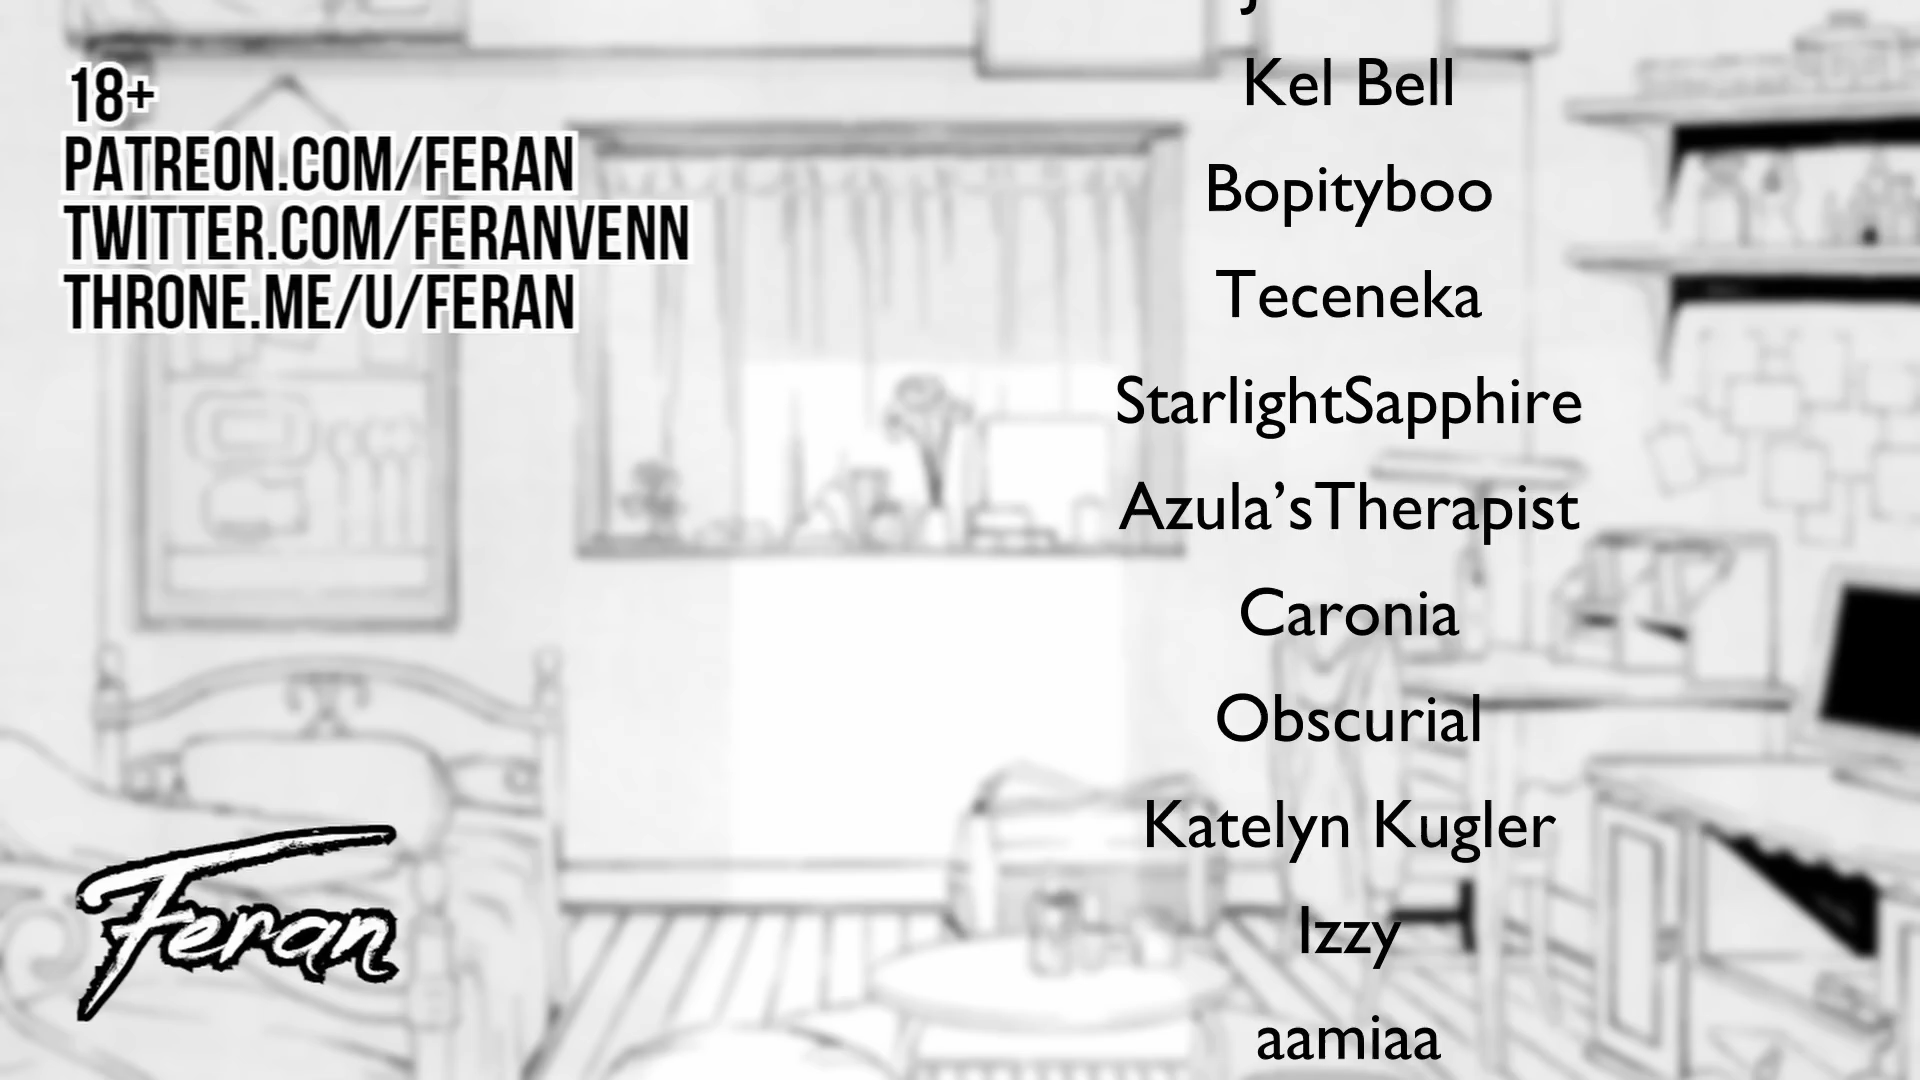 18+
PATREON.COM/FERAN
TWITTER.COM/FERANVENN
THRONE.ME/U/FERAN
Feran
Kel Bell
Bopityboo
Teceneka
StarlightSapphire
Azula’sTherapist
Caronia
Obscurial
Katelyn Kugler
Izzy
aamiaa